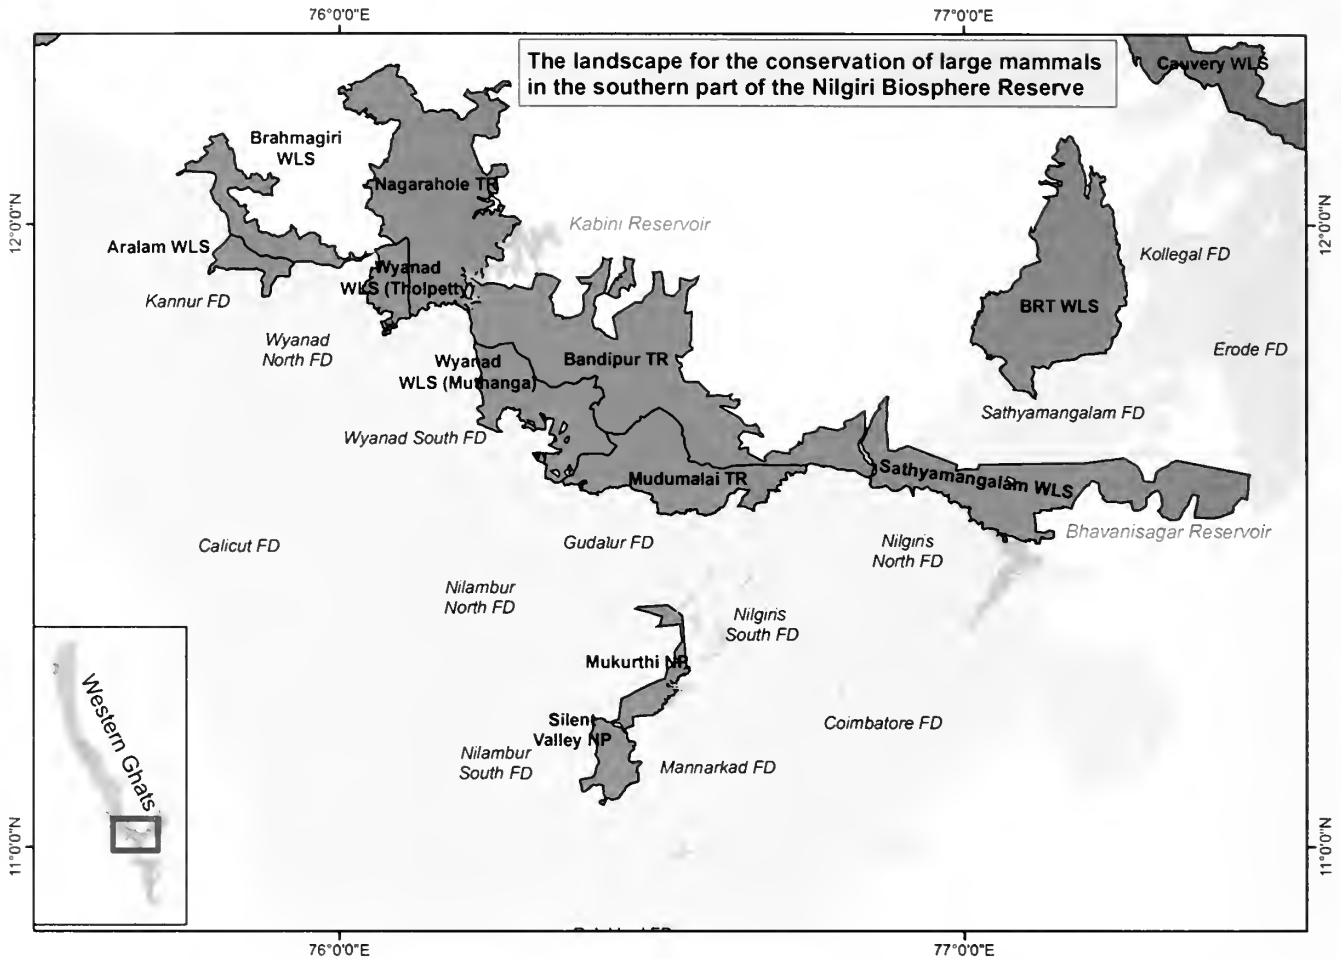 76°0'0"E
77°0'0"E
The landscape for the conservation of large mammals
in the southern part of the Nilgiri Biosphere Reserve
Cauvery WLS
Brahmagiri
WLS
Nagarahole TR
12°0'0"N
12°0'0"N
Kabini Reservoir
Aralam WLS
Kollegal FD
Wyanad
WLS (Tholpetty)
Kannur FD
BRT WLS
Wyanad
North FD
Erode FD
Wyanad
WLS (Muthanga)
Bandipur TR
Sathyamangalam FD
Wyanad South FD
Mudumalai TR
Sathyamangalam WLS
Bhavanisagar Reservoir
Calicut FD
Gudalur FD
Nilgiris
North FD
Nilambur
North FD
Nilgiris
South FD
Mukurthi NP
Western Ghats
Silent
Valley NP
Coimbatore FD
Nilambur
South FD
Mannarkad FD
11°0'0"N
11°0'0"N
76°0'0"E
77°0'0"E